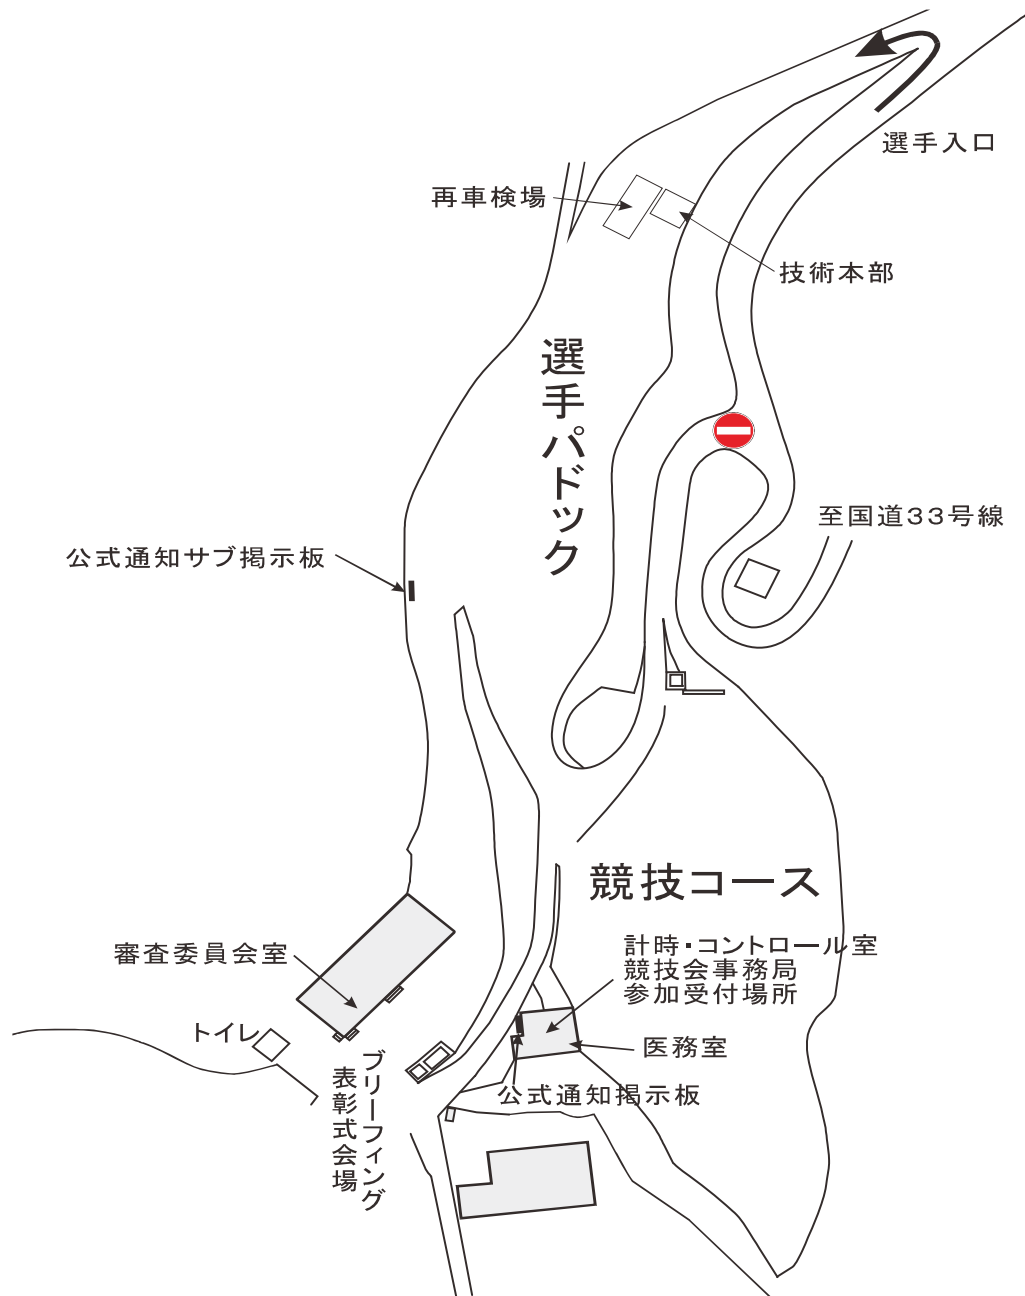 選手入口
再車検場
技術本部
選手パドック
至国道33号線
公式通知サブ掲示板
競技コース
計時・コントロール室
競技会事務局
参加受付場所
審査委員会室
トイレ
医務室
公式通知掲示板
ブリーフィング
表彰式会場